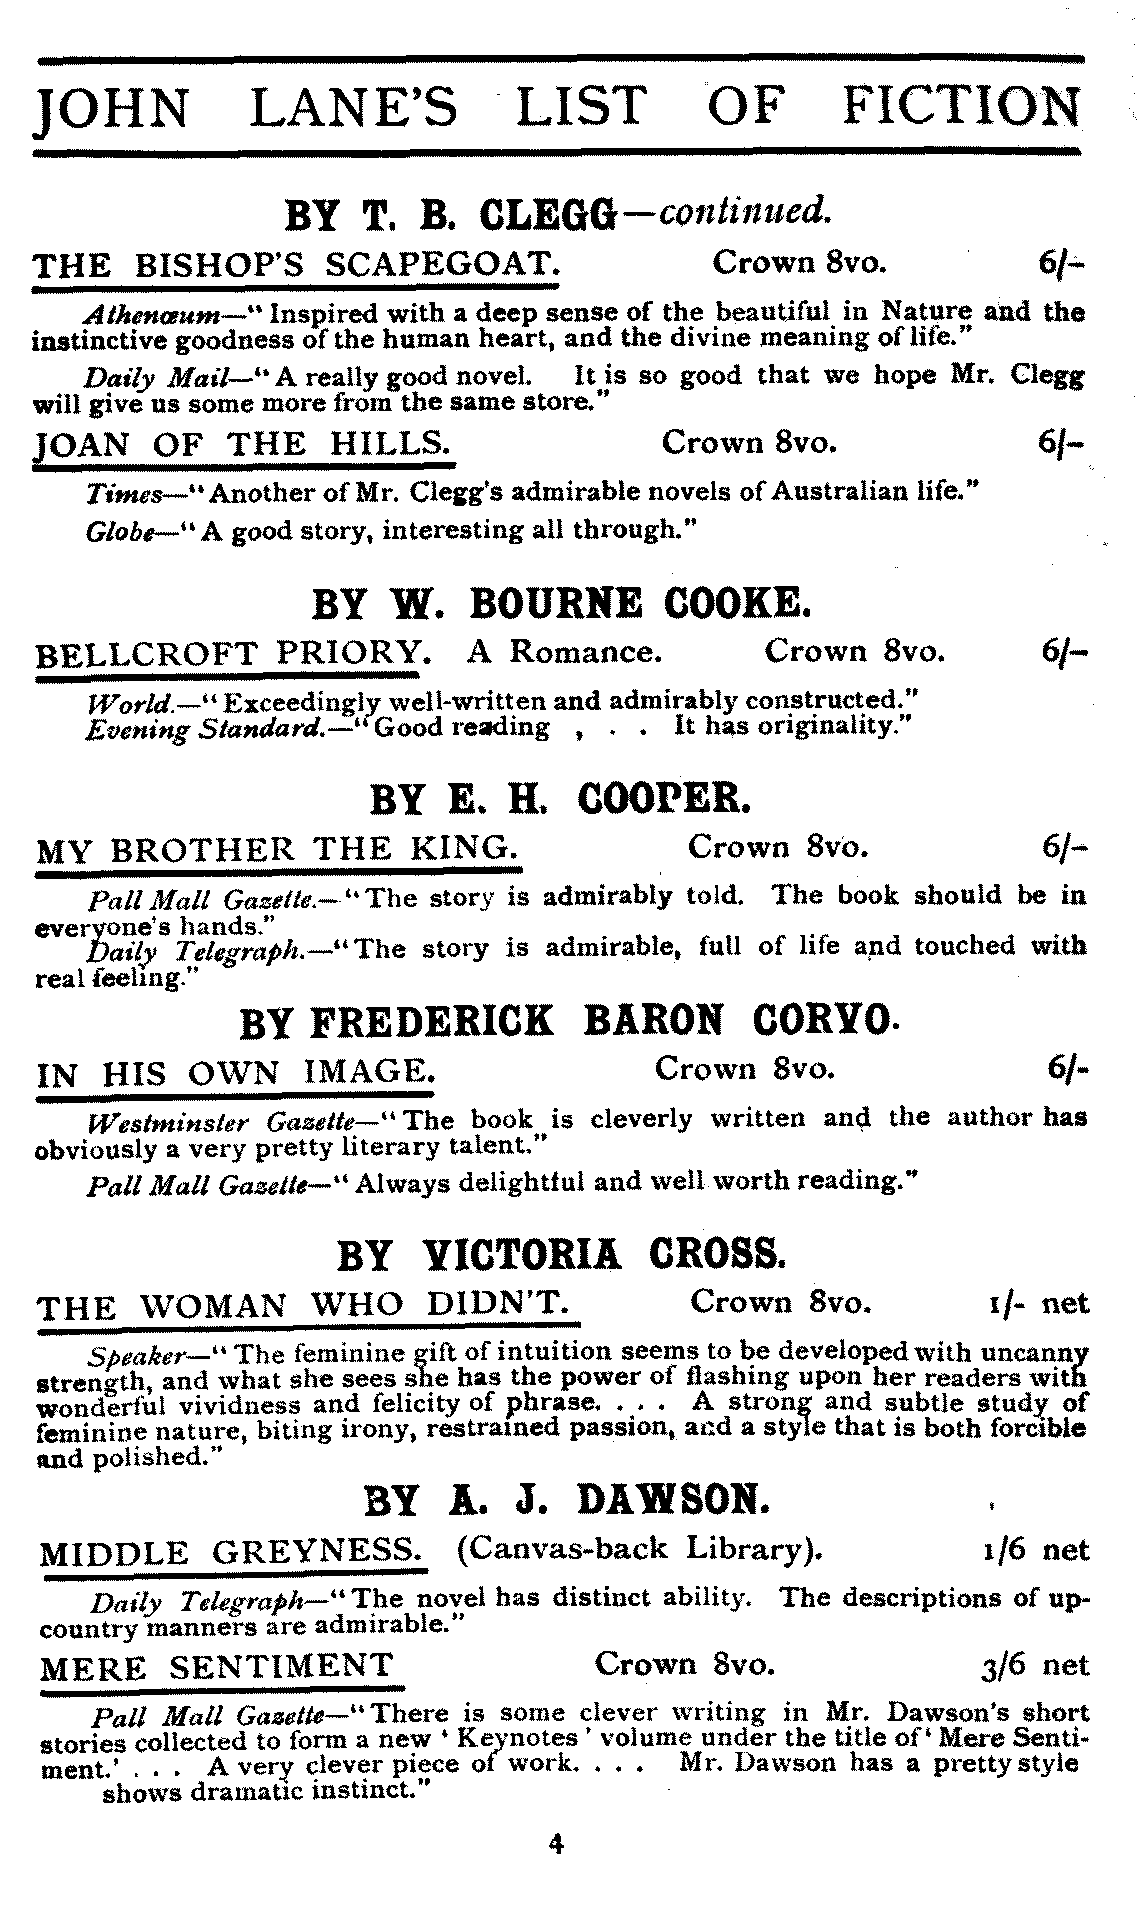 JOHN LANE'S LIST OF FICTION
BY T. B. CLEGG—continued.
THE BISHOP'S SCAPEGOAT. Crown 8vo. 6/-
Athenœum—"Inspired with a deep sense of the beautiful in Nature and the
instinctive goodness of the human heart, and the divine meaning of life."
Daily Mail—"A really good novel. It is so good that we hope Mr. Clegg
will give us some more from the same store."
JOAN OF THE HILLS. Crown 8vo. 6/-
Times—"Another of Mr. Clegg's admirable novels of Australian life."
Globe—"A good story, interesting all through."
BY W. BOURNE COOKE.
BELLCROFT PRIORY. A Romance. Crown 8vo. 6/-
World.—"Exceedingly well-written and admirably constructed."
Evening Standard.—"Good reading , . . It has originality."
BY E. H. COOPER.
MY BROTHER THE KING. Crown 8vo. 6/-
Pall Mall Gazette.—"The story is admirably told. The book should be in
everyone's hands."
Daily Telegraph.—"The story is admirable, full of life and touched with
real feeling."
BY FREDERICK BARON CORVO.
IN HIS OWN IMAGE. Crown 8vo. 6/-
Westminster Gazette—"The book is cleverly written and the author has
obviously a very pretty literary talent."
Pall Mall Gazette—"Always delightful and well worth reading."
BY VICTORIA CROSS.
THE WOMAN WHO DIDN'T. Crown 8vo. 1/- net
Speaker—"The feminine gift of intuition seems to be developed with uncanny
strength, and what she sees she has the power of flashing upon her readers with
wonderful vividness and felicity of phrase. . . . A strong and subtle study of
feminine nature, biting irony, restrained passion, and a style that is both forcible
and polished."
BY A. J. DAWSON.
MIDDLE GREYNESS. (Canvas-back Library). 1/6 net
Daily Telegraph—"The novel has distinct ability. The descriptions of up-
country manners are admirable."
MERE SENTIMENT Crown 8vo. 3/6 net
Pall Mall Gazette—"There is some clever writing in Mr. Dawson's short
stories collected to form a new 'Keynotes' volume under the title of 'Mere Senti-
ment.' . . . A very clever piece of work. . . . Mr. Dawson has a pretty style
shows dramatic instinct."
4